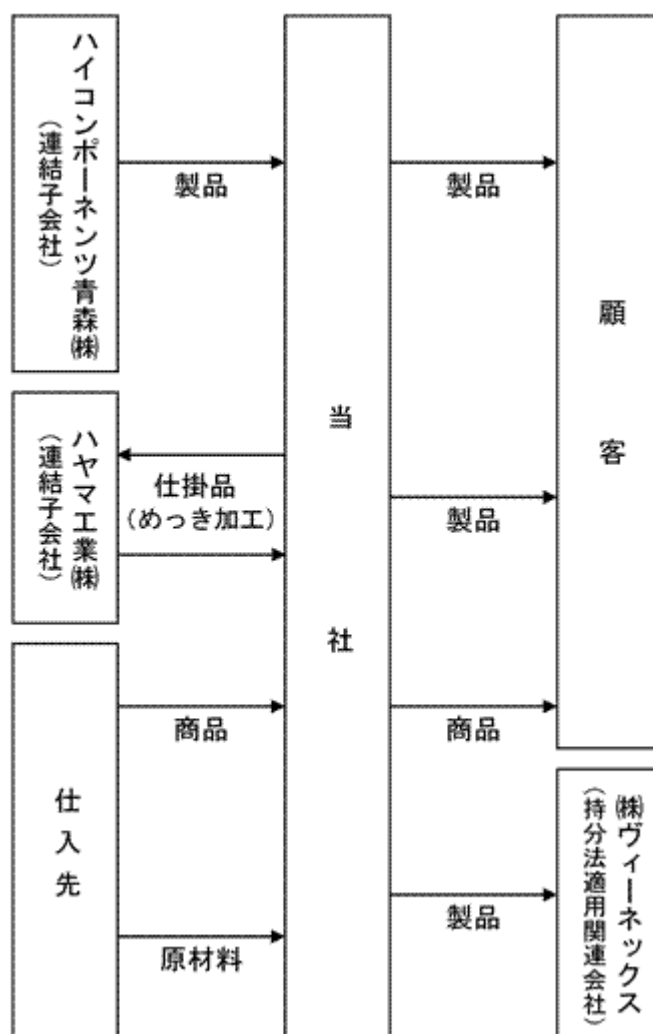 ハイコンポーネンツ青森㈱
（連結子会社）
製品
製品
顧客
ハヤマ工業㈱
（連結子会社）
仕掛品
（めっき加工）
当社
製品
仕入先
商品
商品
原材料
製品
㈱ヴィーネックス
（持分法適用関連会社）